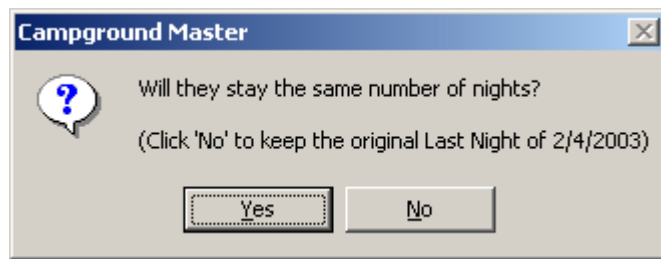 Campground Master
Will they stay the same number of nights?
(Click 'No' to keep the original Last Night of 2/4/2003)
Yes No